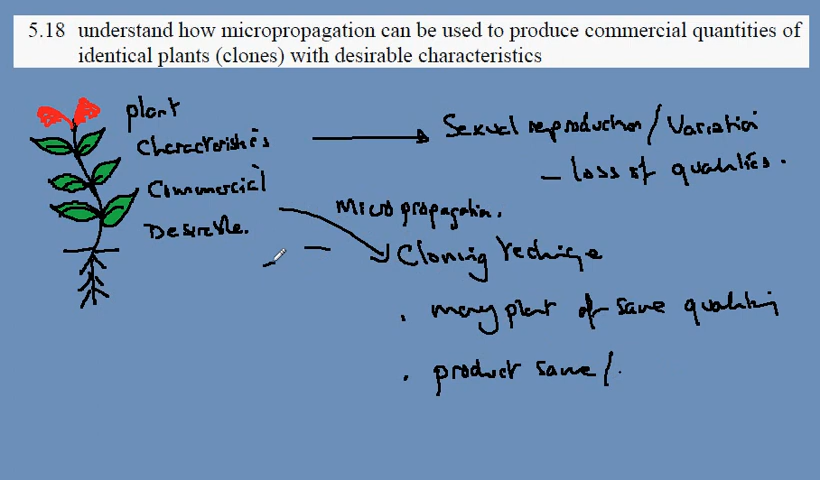 5.18 understand how micropropagation can be used to produce commercial quantities of
identical plants (clones) with desirable characteristics
plant
Characteristics
Commercial
Desirable.
Sexual reproduction / Variation
– loss of qualities.
Micropropagation.
Cloning technique
. many plant of same quality
. product same / .